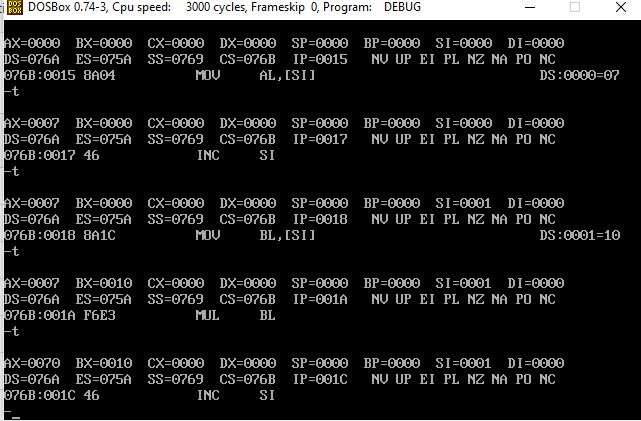 DOS BOX DOSBox 0.74-3, Cpu speed: 3000 cycles, Frameskip 0, Program: DEBUG
AX=0000 BX=0000 CX=0000 DX=0000 SP=0000 BP=0000 SI=0000 DI=0000
DS=076A ES=075A SS=0769 CS=076B IP=0015 NV UP EI PL NZ NA PO NC
076B:0015 8A04 MOV AL,[SI] DS:0000=07
-t
AX=0007 BX=0000 CX=0000 DX=0000 SP=0000 BP=0000 SI=0000 DI=0000
DS=076A ES=075A SS=0769 CS=076B IP=0017 NV UP EI PL NZ NA PO NC
076B:0017 46 INC SI
-t
AX=0007 BX=0000 CX=0000 DX=0000 SP=0000 BP=0000 SI=0001 DI=0000
DS=076A ES=075A SS=0769 CS=076B IP=0018 NV UP EI PL NZ NA PO NC
076B:0018 8A1C MOV BL,[SI] DS:0001=10
-t
AX=0007 BX=0010 CX=0000 DX=0000 SP=0000 BP=0000 SI=0001 DI=0000
DS=076A ES=075A SS=0769 CS=076B IP=001A NV UP EI PL NZ NA PO NC
076B:001A F6E3 MUL BL
-t
AX=0070 BX=0010 CX=0000 DX=0000 SP=0000 BP=0000 SI=0001 DI=0000
DS=076A ES=075A SS=0769 CS=076B IP=001C NV UP EI PL NZ NA PO NC
076B:001C 46 INC SI
-_